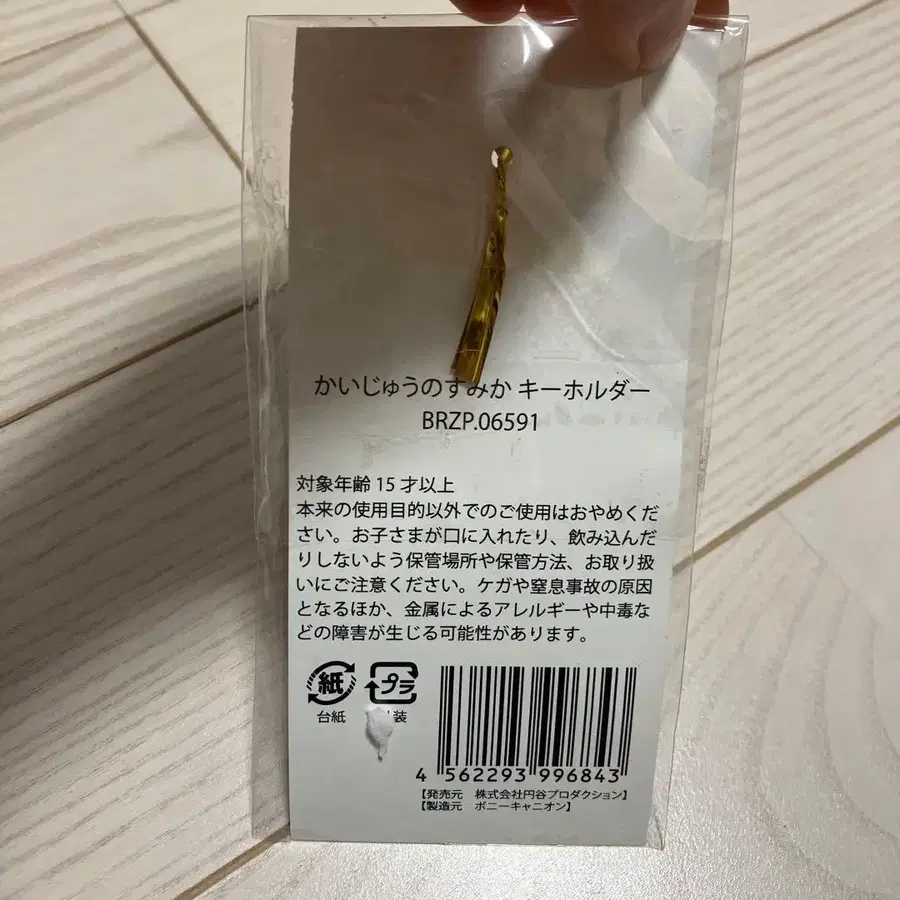 かいじゅうのすみか キーホルダー
BRZP.06591
対象年齢 15 才以上
本来の使用目的以外でのご使用はおやめくだ
さい。お子さまが口に入れたり、飲み込んだ
りしないよう保管場所や保管方法、お取り扱
いにご注意ください。ケガや窒息事故の原因
となるほか、金属によるアレルギーや中毒な
どの障害が生じる可能性があります。
紙 プラ
台紙 装
4 562293 996843
【発売元 株式会社円谷プロダクション】
【製造元 ポニーキャニオン】